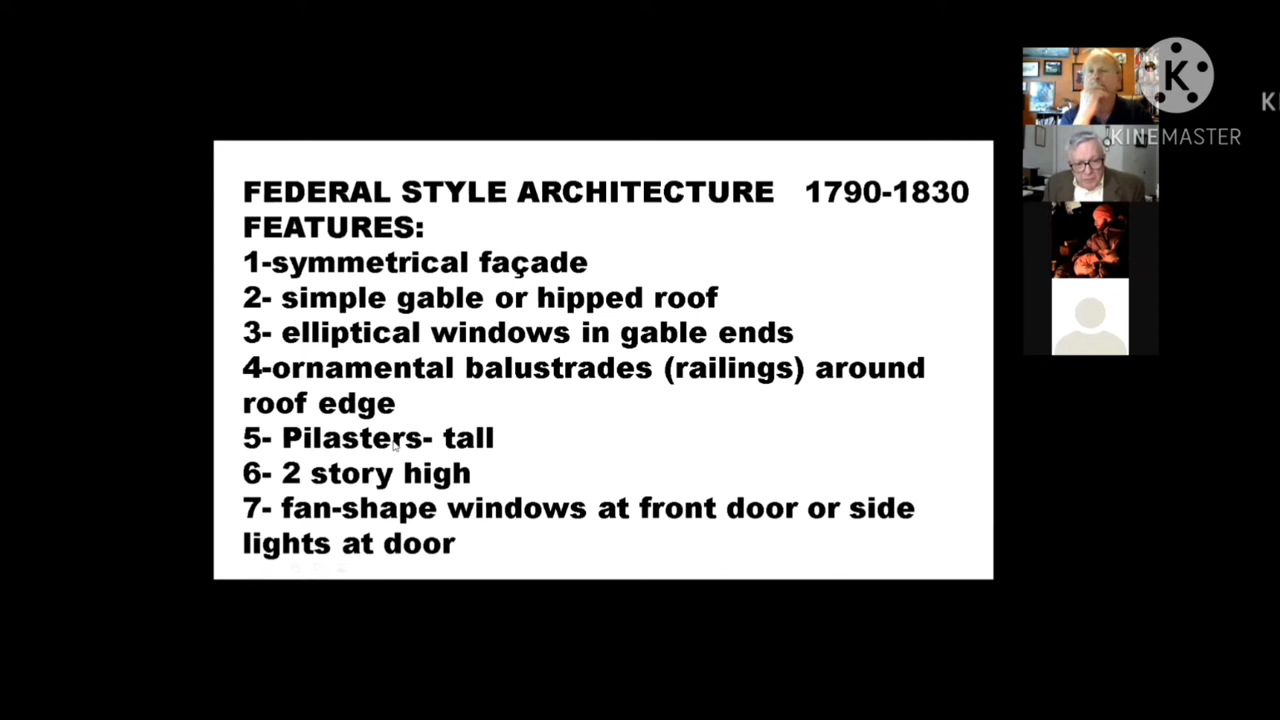 FEDERAL STYLE ARCHITECTURE 1790-1830
FEATURES:
1-symmetrical façade
2- simple gable or hipped roof
3- elliptical windows in gable ends
4-ornamental balustrades (railings) around
roof edge
5- Pilasters- tall
6- 2 story high
7- fan-shape windows at front door or side
lights at door
K
KINEMASTER
K